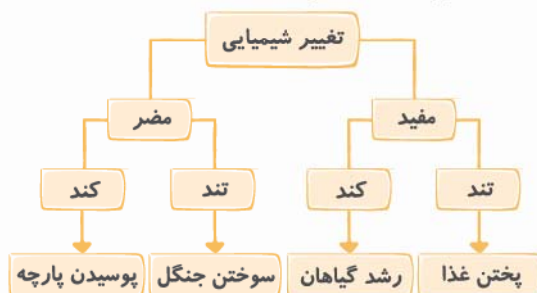 تغییر شیمیایی
مفید
مضر
تند
کند
تند
کند
پختن غذا
رشد گیاهان
سوختن جنگل
پوسیدن پارچه